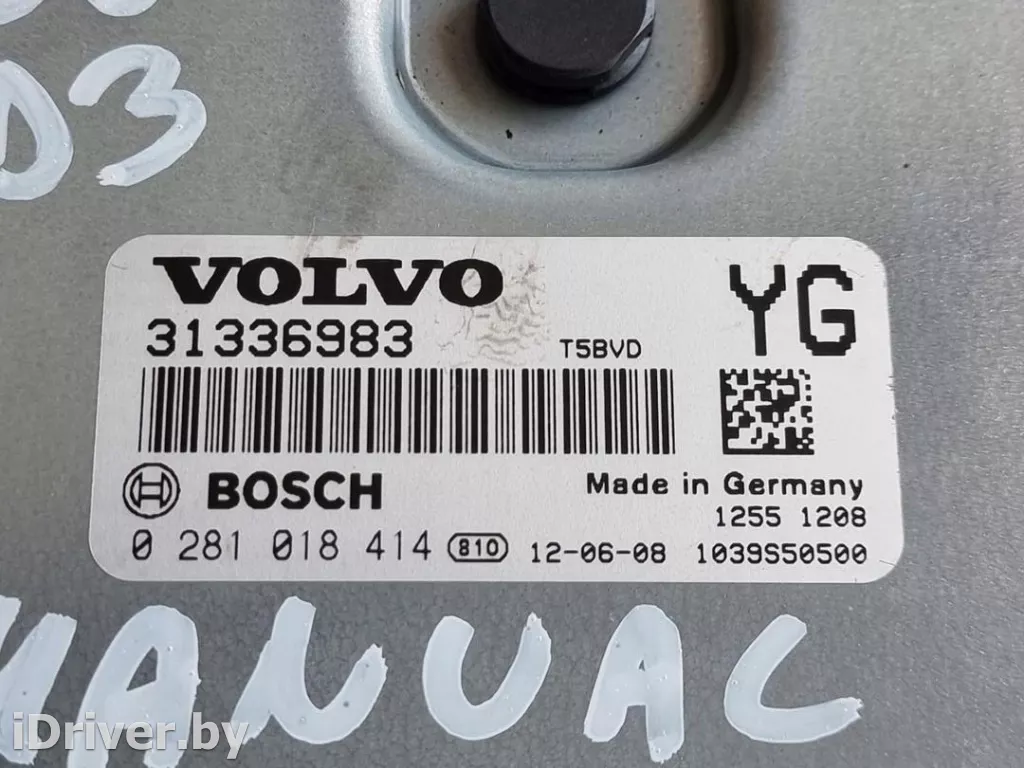 D3
VOLVO
YG
31336983 T5BVD
BOSCH Made in Germany
1255 1208
0 281 018 414 810 12-06-08 1039S50500
MANUAL
iDriver.by